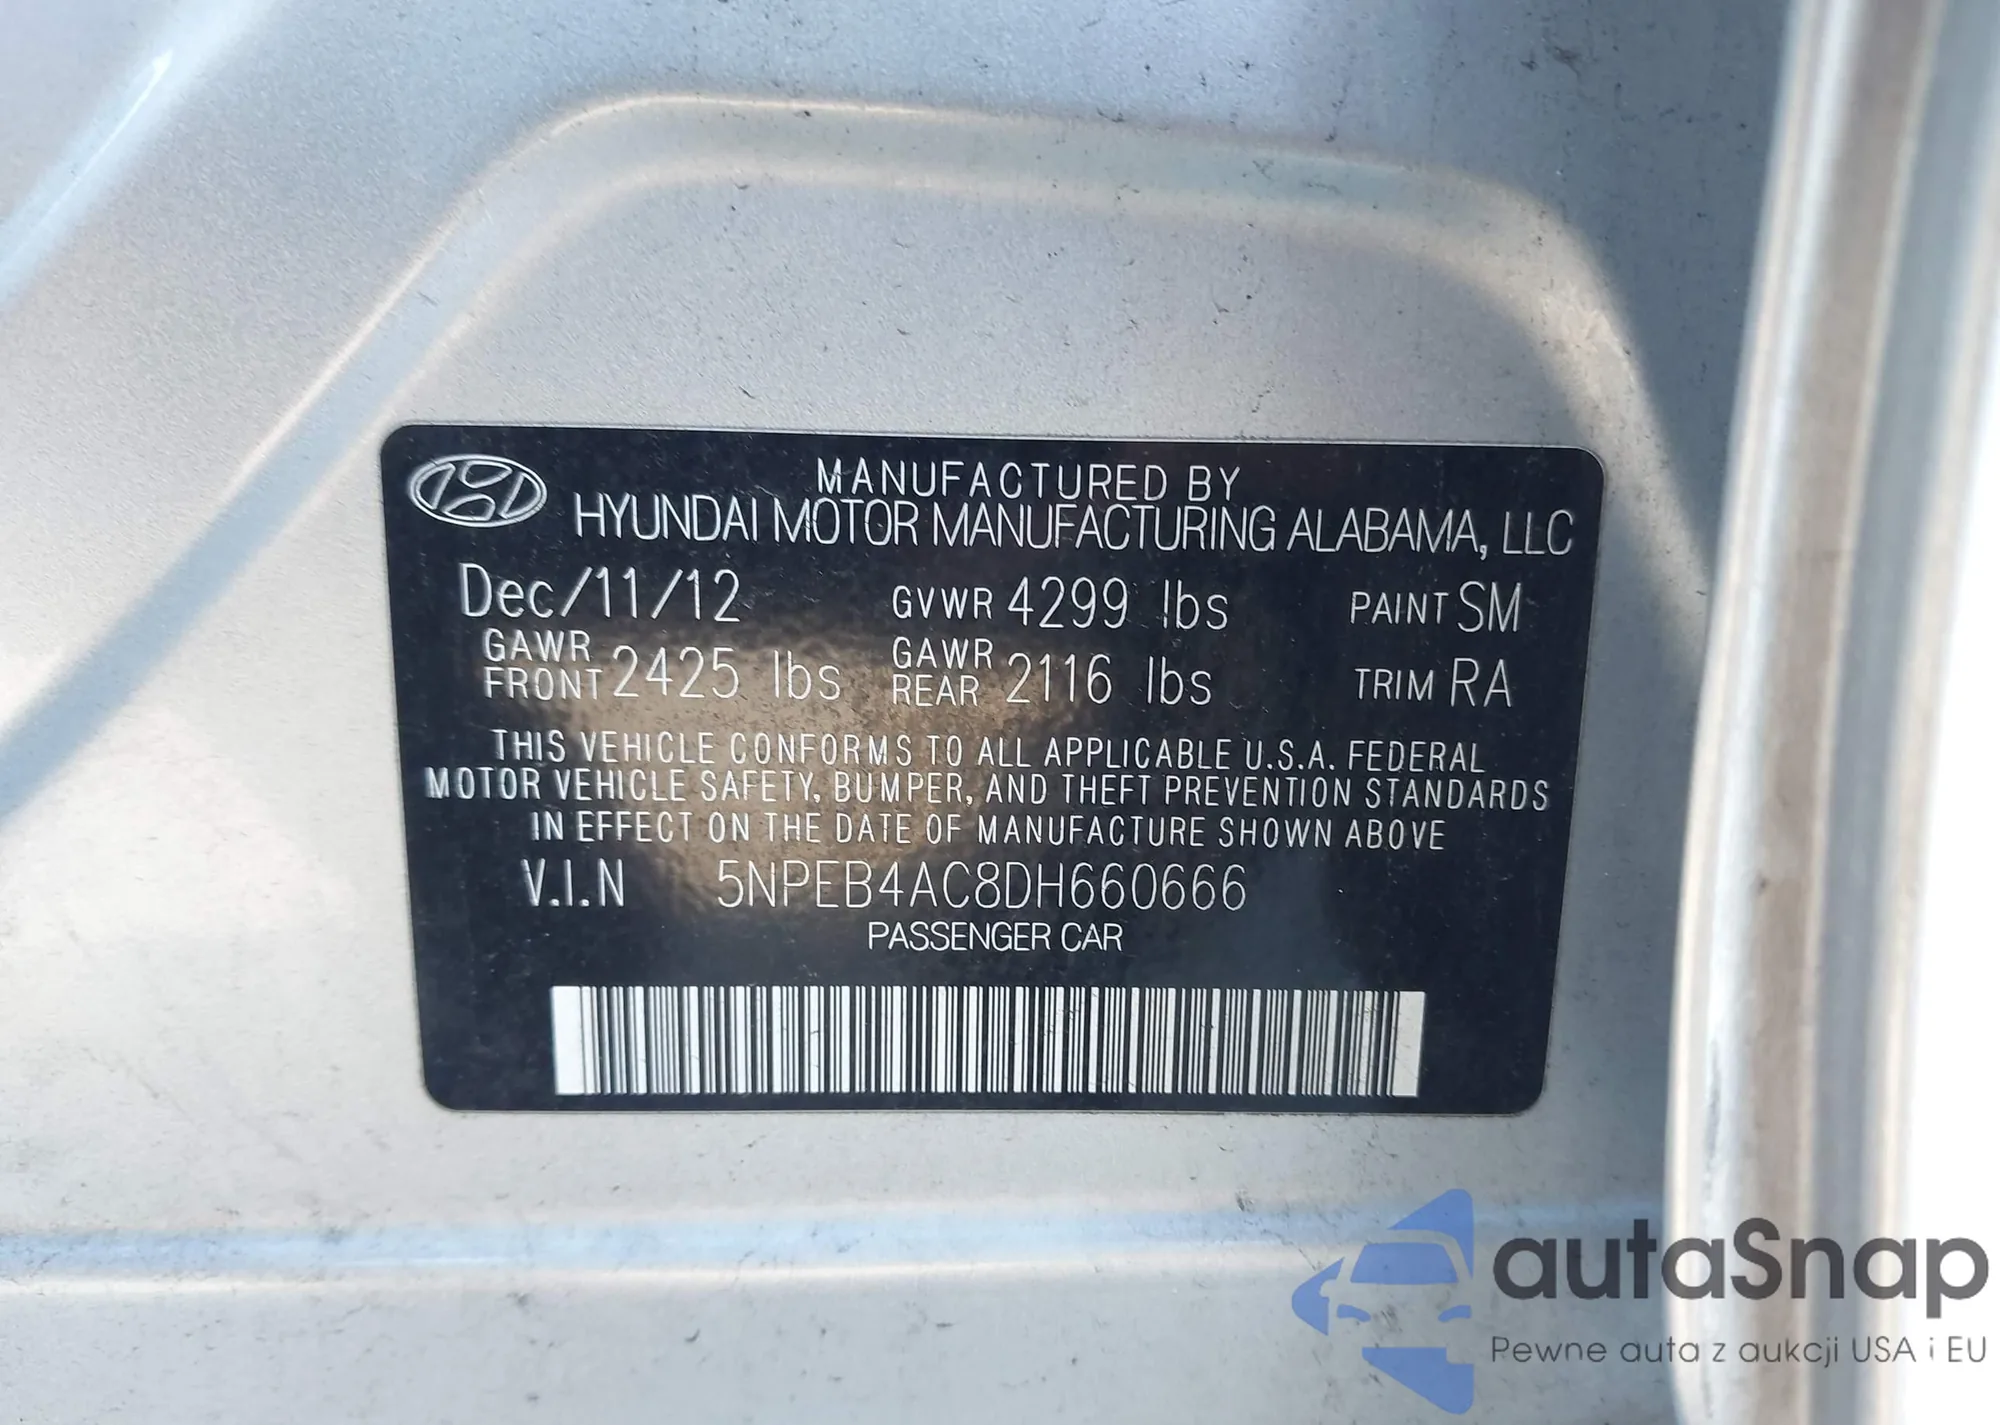 MANUFACTURED BY
HYUNDAI MOTOR MANUFACTURING ALABAMA, LLC
Dec/11/12 GVWR 4299 lbs PAINT SM
GAWR FRONT 2425 lbs GAWR REAR 2116 lbs TRIM RA
THIS VEHICLE CONFORMS TO ALL APPLICABLE U.S.A. FEDERAL
MOTOR VEHICLE SAFETY, BUMPER, AND THEFT PREVENTION STANDARDS
IN EFFECT ON THE DATE OF MANUFACTURE SHOWN ABOVE
V.I.N 5NPEB4AC8DH660666
PASSENGER CAR
autaSnap
Pewne auta z aukcji USA i EU